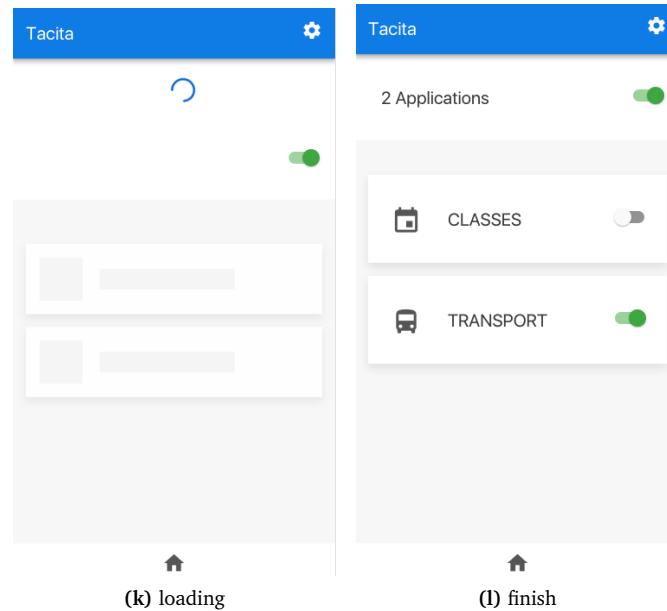 Tacita
Tacita
2 Applications
CLASSES
TRANSPORT
(k) loading
(l) finish